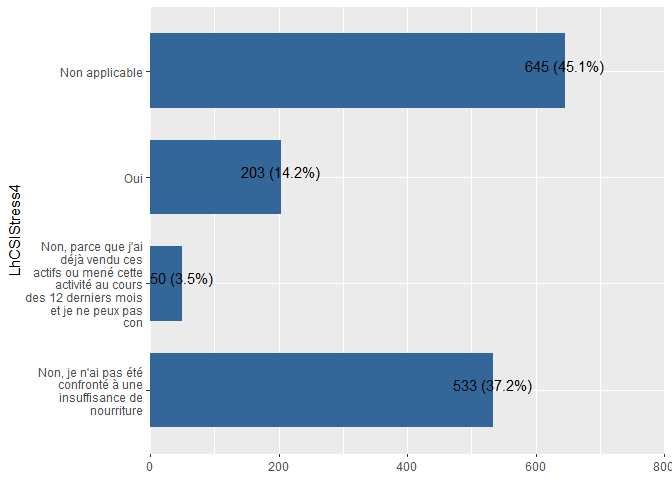 LhCSIStress4
Non applicable
645 (45.1%)
Oui
203 (14.2%)
Non, parce que j'ai
déjà vendu ces
actifs ou mené cette
activité au cours
des 12 derniers mois
et je ne peux pas
con
50 (3.5%)
Non, je n'ai pas été
confronté à une
insuffisance de
nourriture
533 (37.2%)
0 200 400 600 800